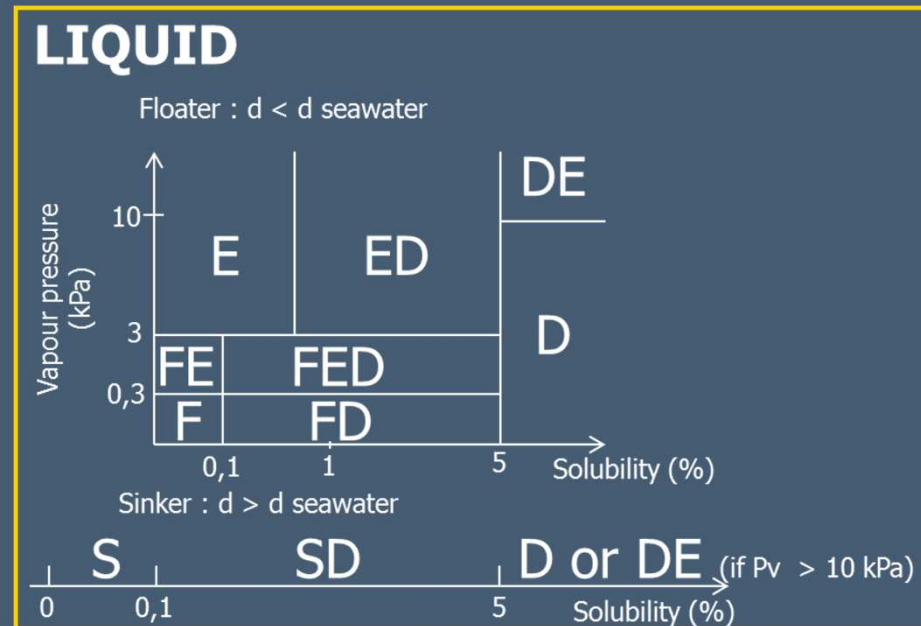 LIQUID
Floater : d < d seawater
Vapour pressure
(kPa)
10
3
0,3
E
ED
DE
D
FE
FED
F
FD
0,1
1
5
Solubility (%)
Sinker : d > d seawater
S
SD
D or DE (if Pv > 10 kPa)
0
0,1
5
Solubility (%)